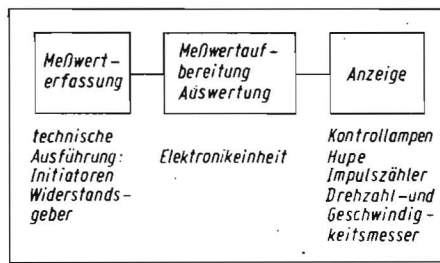 Meßwert-
erfassung
Meßwertauf-
bereitung
Auswertung
Anzeige
technische
Ausführung:
Initiatoren
Widerstands-
geber
Elektronikeinheit
Kontrollampen
Hupe
Impulszähler
Drehzahl-und
Geschwindig-
keitsmesser